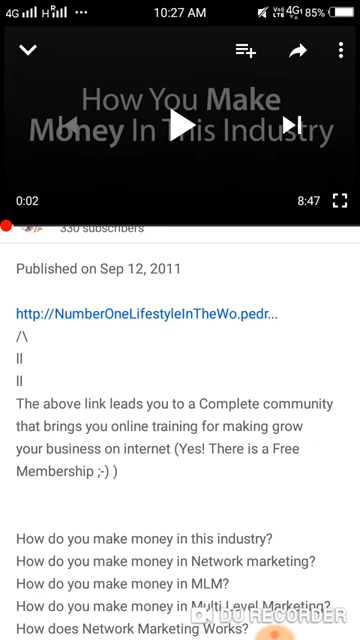 4G H R ... 10:27 AM VoD LTE 4G 85%
How You Make
Money In This Industry
0:02 8:47
330 subscribers
Published on Sep 12, 2011
http://NumberOneLifestyleInTheWo.pedr...
/\
||
||
The above link leads you to a Complete community
that brings you online training for making grow
your business on internet (Yes! There is a Free
Membership ;-) )
How do you make money in this industry?
How do you make money in Network marketing?
How do you make money in MLM?
How do you make money in Multi Level Marketing?
DU RECORDER
How does Network Marketing Works?